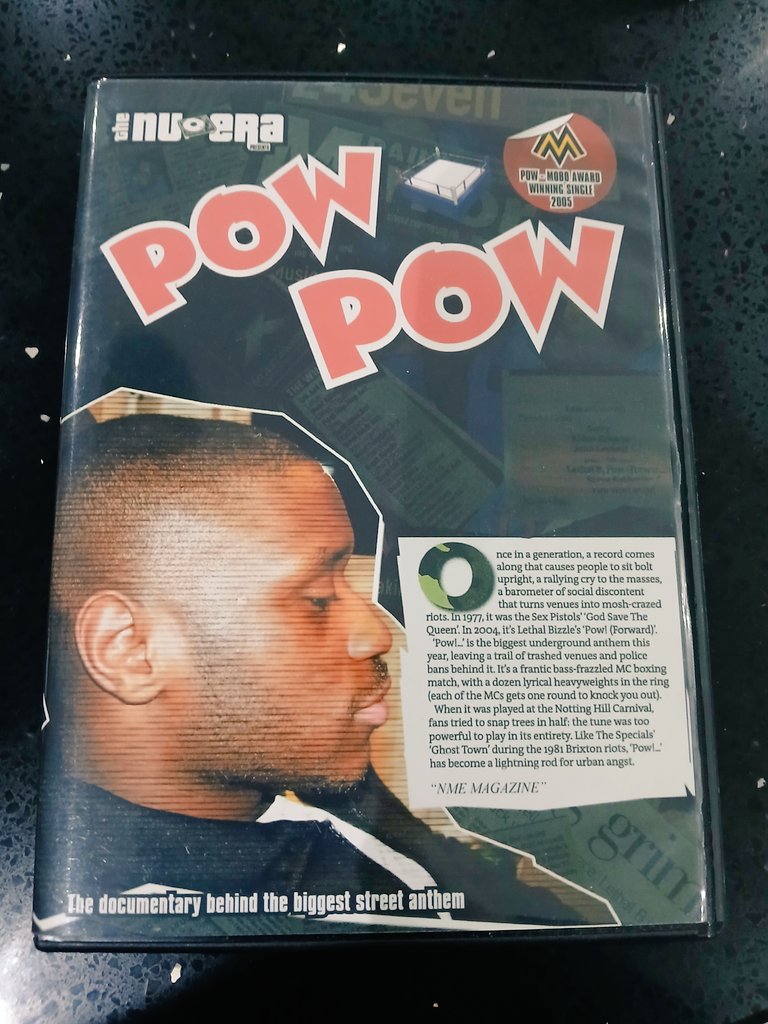 the nu era
PRESENTS
24Seven
POW
POW
M
POW... MOBO AWARD
WINNING SINGLE
2005
Once in a generation, a record comes
along that causes people to sit bolt
upright, a rallying cry to the masses,
a barometer of social discontent
that turns venues into mosh-crazed
riots. In 1977, it was the Sex Pistols' 'God Save The
Queen'. In 2004, it's Lethal Bizzle's 'Pow! (Forward)'.
'Pow!...' is the biggest underground anthem this
year, leaving a trail of trashed venues and police
bans behind it. It's a frantic bass-frazzled MC boxing
match, with a dozen lyrical heavyweights in the ring
(each of the MCs gets one round to knock you out).
When it was played at the Notting Hill Carnival,
fans tried to snap trees in half: the tune was too
powerful to play in its entirety. Like The Specials'
'Ghost Town' during the 1981 Brixton riots, 'Pow!...'
has become a lightning rod for urban angst.
"NME MAGAZINE"
grim
The documentary behind the biggest street anthem